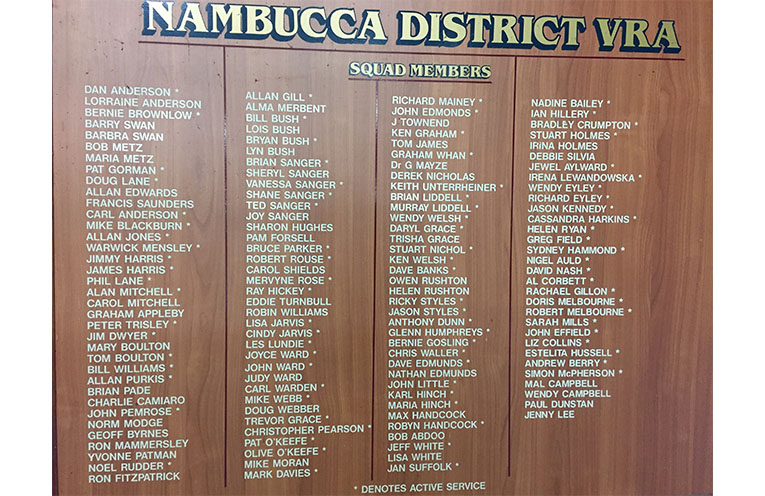 NAMBUCCA DISTRICT VRA
SQUAD MEMBERS
DAN ANDERSON *
LORRAINE ANDERSON
BERNIE BROWNLOW *
BARRY SWAN
BARBRA SWAN
BOB METZ
MARIA METZ
PAT GORMAN *
DOUG LANE *
ALLAN EDWARDS
FRANCIS SAUNDERS
CARL ANDERSON *
MIKE BLACKBURN *
ALLAN JONES *
WARWICK MENSLEY *
JIMMY HARRIS *
JAMES HARRIS *
PHIL LANE *
ALAN MITCHELL *
CAROL MITCHELL
GRAHAM APPLEBY
PETER TRISLEY *
JIM DWYER *
MARY BOULTON
TOM BOULTON *
BILL WILLIAMS *
ALLAN PURKIS *
BRIAN PADE
CHARLIE CAMIARO
JOHN PEMROSE *
NORM MODGE
GEOFF BYRNES
RON MAMMERSLEY
YVONNE PATMAN
NOEL RUDDER *
RON FITZPATRICK
ALLAN GILL *
ALMA MERBENT
BILL BUSH *
LOIS BUSH
BRYAN BUSH *
LYN BUSH
BRIAN SANGER *
SHERYL SANGER
VANESSA SANGER *
SHANE SANGER *
TED SANGER *
JOY SANGER
SHARON HUGHES
PAM FORSELL
BRUCE PARKER *
ROBERT ROUSE *
CAROL SHIELDS
MERVYNE ROSE *
RAY HICKEY *
EDDIE TURNBULL
ROBIN WILLIAMS
LISA JARVIS *
CINDY JARVIS *
LES LUNDIE *
JOYCE WARD *
JOHN WARD *
JUDY WARD
CARL WARDEN *
MIKE WEBB *
DOUG WEBBER
TREVOR GRACE *
CHRISTOPHER PEARSON *
PAT O'KEEFE *
OLIVE O'KEEFE *
MIKE MORAN
MARK DAVIES *
RICHARD MAINEY *
JOHN EDMONDS *
J TOWNEND
KEN GRAHAM *
TOM JAMES
GRAHAM WHAN *
Dr G MAYZE
DEREK NICHOLAS
KEITH UNTERRHEINER *
BRIAN LIDDELL *
MURRAY LIDDELL *
WENDY WELSH *
DARYL GRACE *
TRISHA GRACE
STUART NICHOL *
KEN WELSH *
DAVE BANKS *
OWEN RUSHTON
HELEN RUSHTON
RICKY STYLES *
JASON STYLES *
ANTHONY DUNN *
GLENN HUMPHREYS *
BERNIE GOSLING *
CHRIS WALLER *
DAVE EDMUNDS *
NATHAN EDMUNDS
JOHN LITTLE *
KARL HINCH *
MARIA HINCH *
MAX HANDCOCK
ROBYN HANDCOCK *
BOB ABDOO
JEFF WHITE *
LISA WHITE
JAN SUFFOLK *
NADINE BAILEY *
IAN HILLERY *
BRADLEY CRUMPTON *
STUART HOLMES *
IRINA HOLMES
DEBBIE SILVIA
JEWEL AYLWARD *
IRENA LEWANDOWSKA *
WENDY EYLEY *
RICHARD EYLEY *
JASON KENNEDY *
CASSANDRA HARKINS *
HELEN RYAN *
GREG FIELD *
SYDNEY HAMMOND *
NIGEL AULD *
DAVID NASH *
AL CORBETT *
RACHAEL GILLON *
DORIS MELBOURNE *
ROBERT MELBOURNE *
SARAH MILLS *
JOHN EFFIELD *
LIZ COLLINS *
ESTELITA HUSSELL *
ANDREW BERRY *
SIMON McPHERSON *
MAL CAMPBELL
WENDY CAMPBELL
PAUL DUNSTAN
JENNY LEE
* DENOTES ACTIVE SERVICE